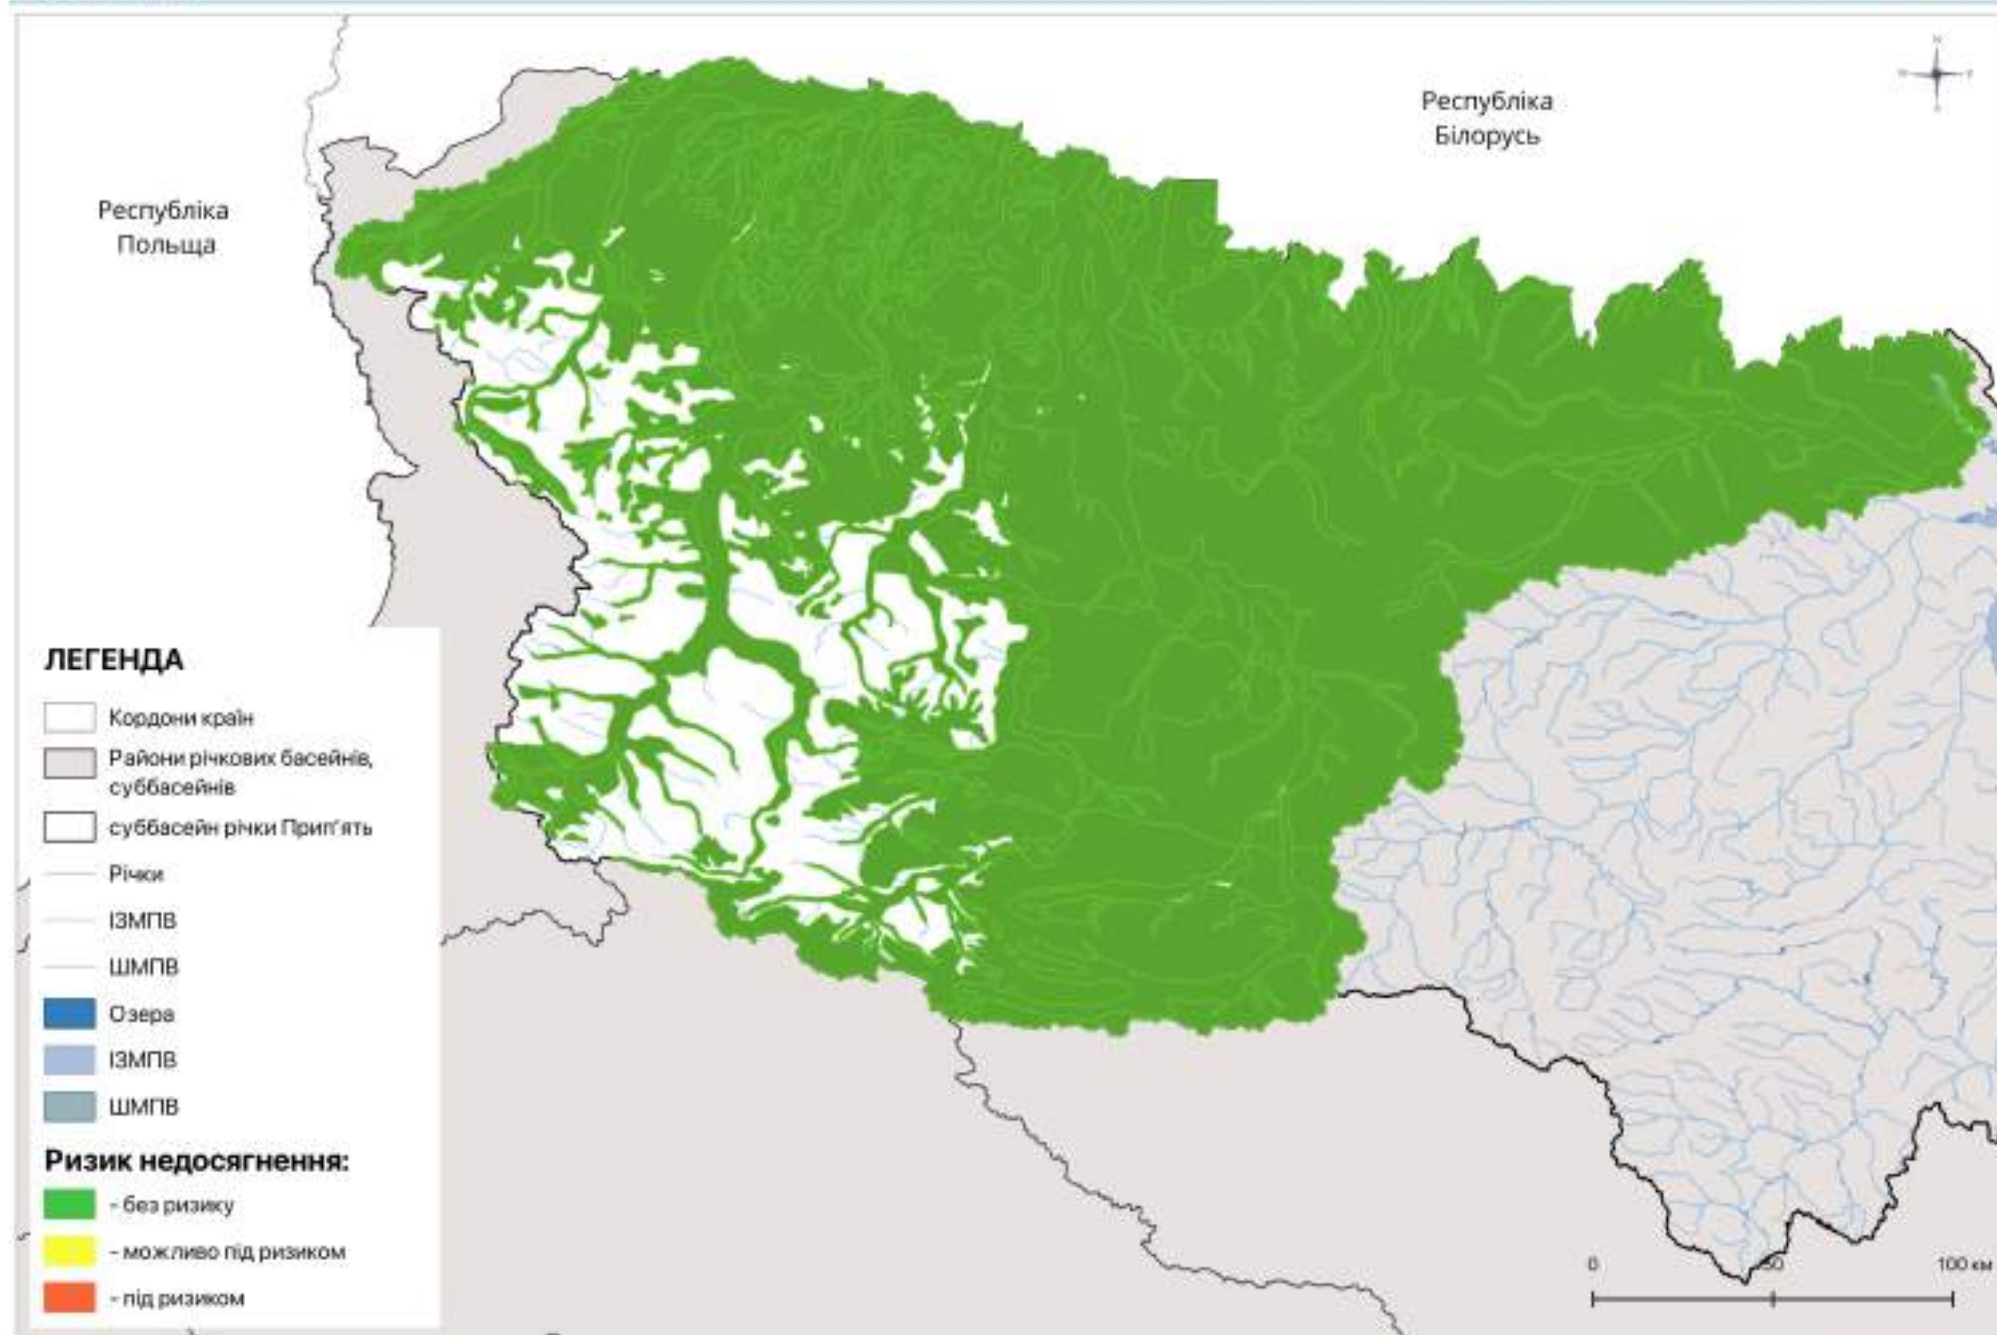 Республіка
Білорусь
Республіка
Польща
ЛЕГЕНДА
Кордони країн
Райони річкових басейнів,
суббасейнів
суббасейн річки Прип'ять
Річки
ІЗМПВ
ШМПВ
Озера
ІЗМПВ
ШМПВ
Ризик недосягнення:
- без ризику
- можливо під ризиком
- під ризиком
0 50 100 км